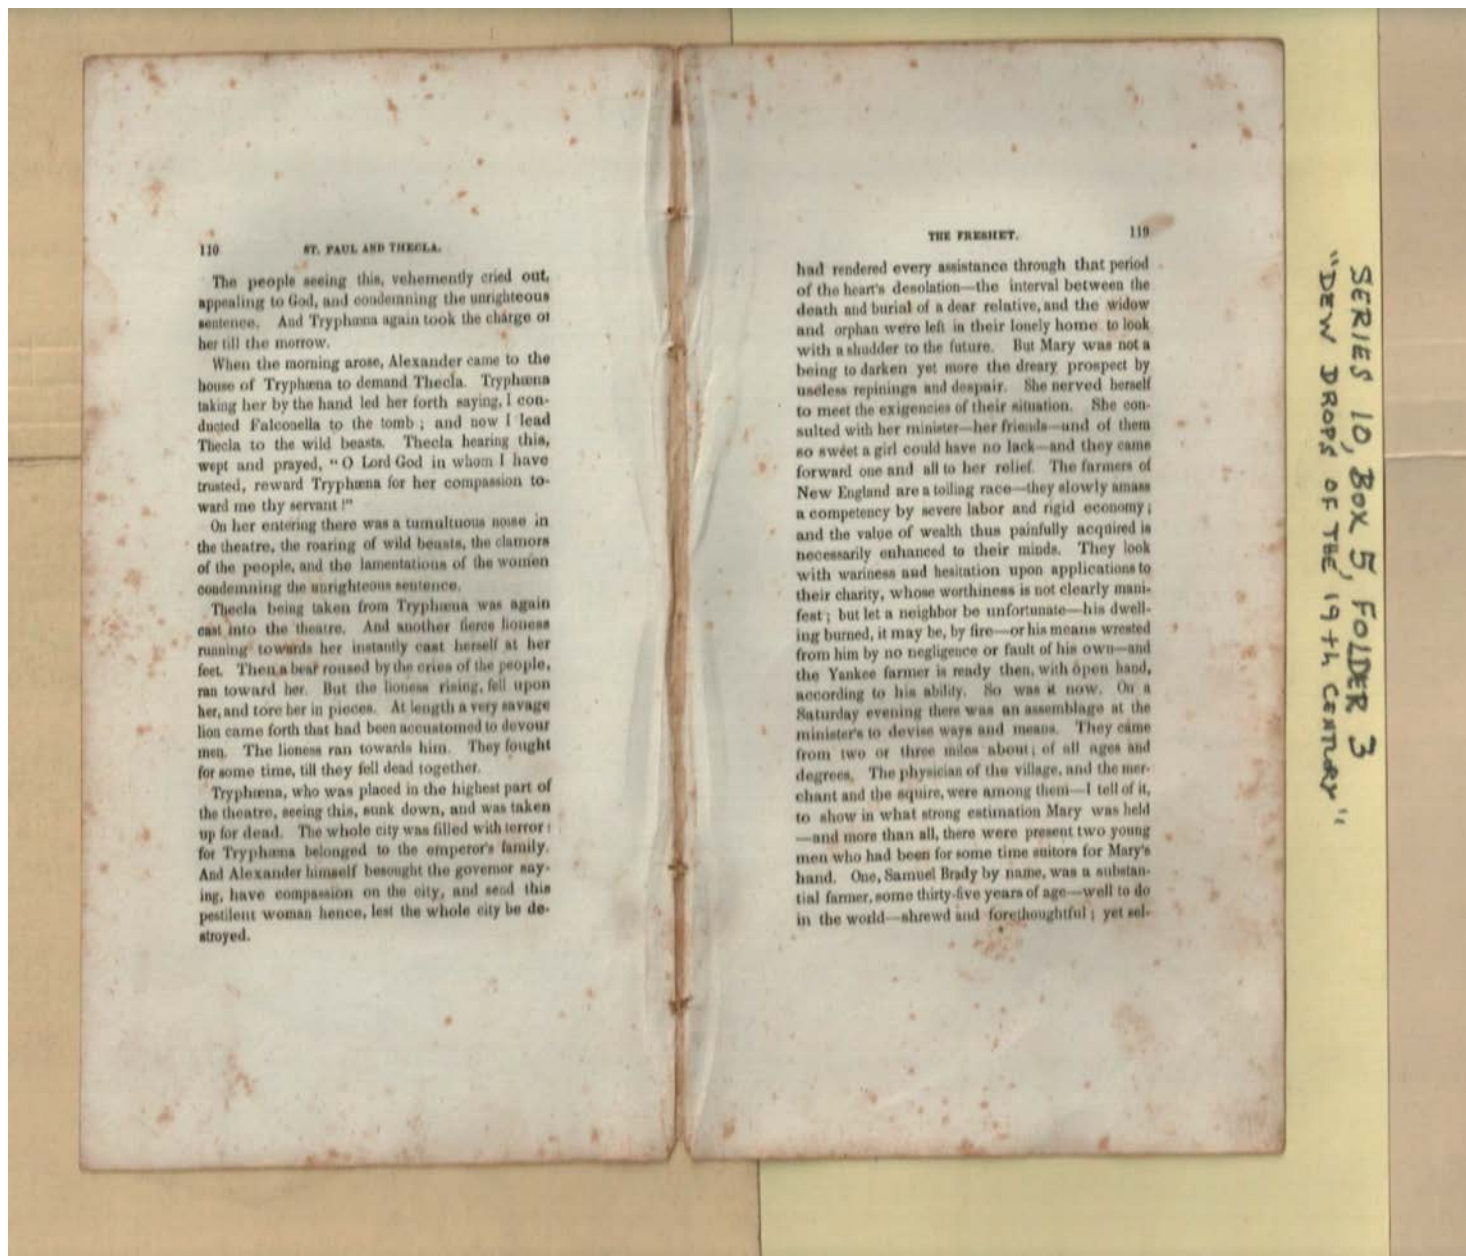 110 ST. PAUL AND THECLA.
The people seeing this, vehemently cried out,
appealing to God, and condemning the unrighteous
sentence. And Tryphæna again took the charge of
her till the morrow.
When the morning arose, Alexander came to the
house of Tryphæna to demand Thecla. Tryphæna
taking her by the hand led her forth saying, I con-
ducted Falconella to the tomb ; and now I lead
Thecla to the wild beasts. Thecla hearing this,
wept and prayed, "O Lord God in whom I have
trusted, reward Tryphæna for her compassion to-
ward me thy servant !"
On her entering there was a tumultuous noise in
the theatre, the roaring of wild beasts, the clamors
of the people, and the lamentations of the women
condemning the unrighteous sentence.
Thecla being taken from Tryphæna was again
cast into the theatre. And another fierce lioness
running towards her instantly cast herself at her
feet. Then a bear roused by the cries of the people,
ran toward her. But the lioness rising, fell upon
her, and tore her in pieces. At length a very savage
lion came forth that had been accustomed to devour
men. The lioness ran towards him. They fought
for some time, till they fell dead together.
Tryphæna, who was placed in the highest part of
the theatre, seeing this, sunk down, and was taken
up for dead. The whole city was filled with terror :
for Tryphæna belonged to the emperor's family.
And Alexander himself besought the governor say-
ing, have compassion on the city, and send this
pestilent woman hence, lest the whole city be de-
stroyed.
THE FRESHET. 119
had rendered every assistance through that period
of the heart's desolation—the interval between the
death and burial of a dear relative, and the widow
and orphan were left in their lonely home to look
with a shudder to the future. But Mary was not a
being to darken yet more the dreary prospect by
useless repinings and despair. She nerved herself
to meet the exigencies of their situation. She con-
sulted with her minister—her friends—and of them
so sweet a girl could have no lack—and they came
forward one and all to her relief. The farmers of
New England are a toiling race—they slowly amass
a competency by severe labor and rigid economy ;
and the value of wealth thus painfully acquired is
necessarily enhanced to their minds. They look
with wariness and hesitation upon applications to
their charity, whose worthiness is not clearly mani-
fest ; but let a neighbor be unfortunate—his dwell-
ing burned, it may be, by fire—or his means wrested
from him by no negligence or fault of his own—and
the Yankee farmer is ready then, with open hand,
according to his ability. So was it now. On a
Saturday evening there was an assemblage at the
minister's to devise ways and means. They came
from two or three miles about ; of all ages and
degrees. The physician of the village, and the mer-
chant and the squire, were among them—I tell of it,
to show in what strong estimation Mary was held
—and more than all, there were present two young
men who had been for some time suitors for Mary's
hand. One, Samuel Brady by name, was a substan-
tial farmer, some thirty-five years of age—well to do
in the world—shrewd and forethoughtful ; yet sel-
SERIES 10, BOX 5, FOLDER 3
"DEW DROPS OF THE 19th CENTURY"